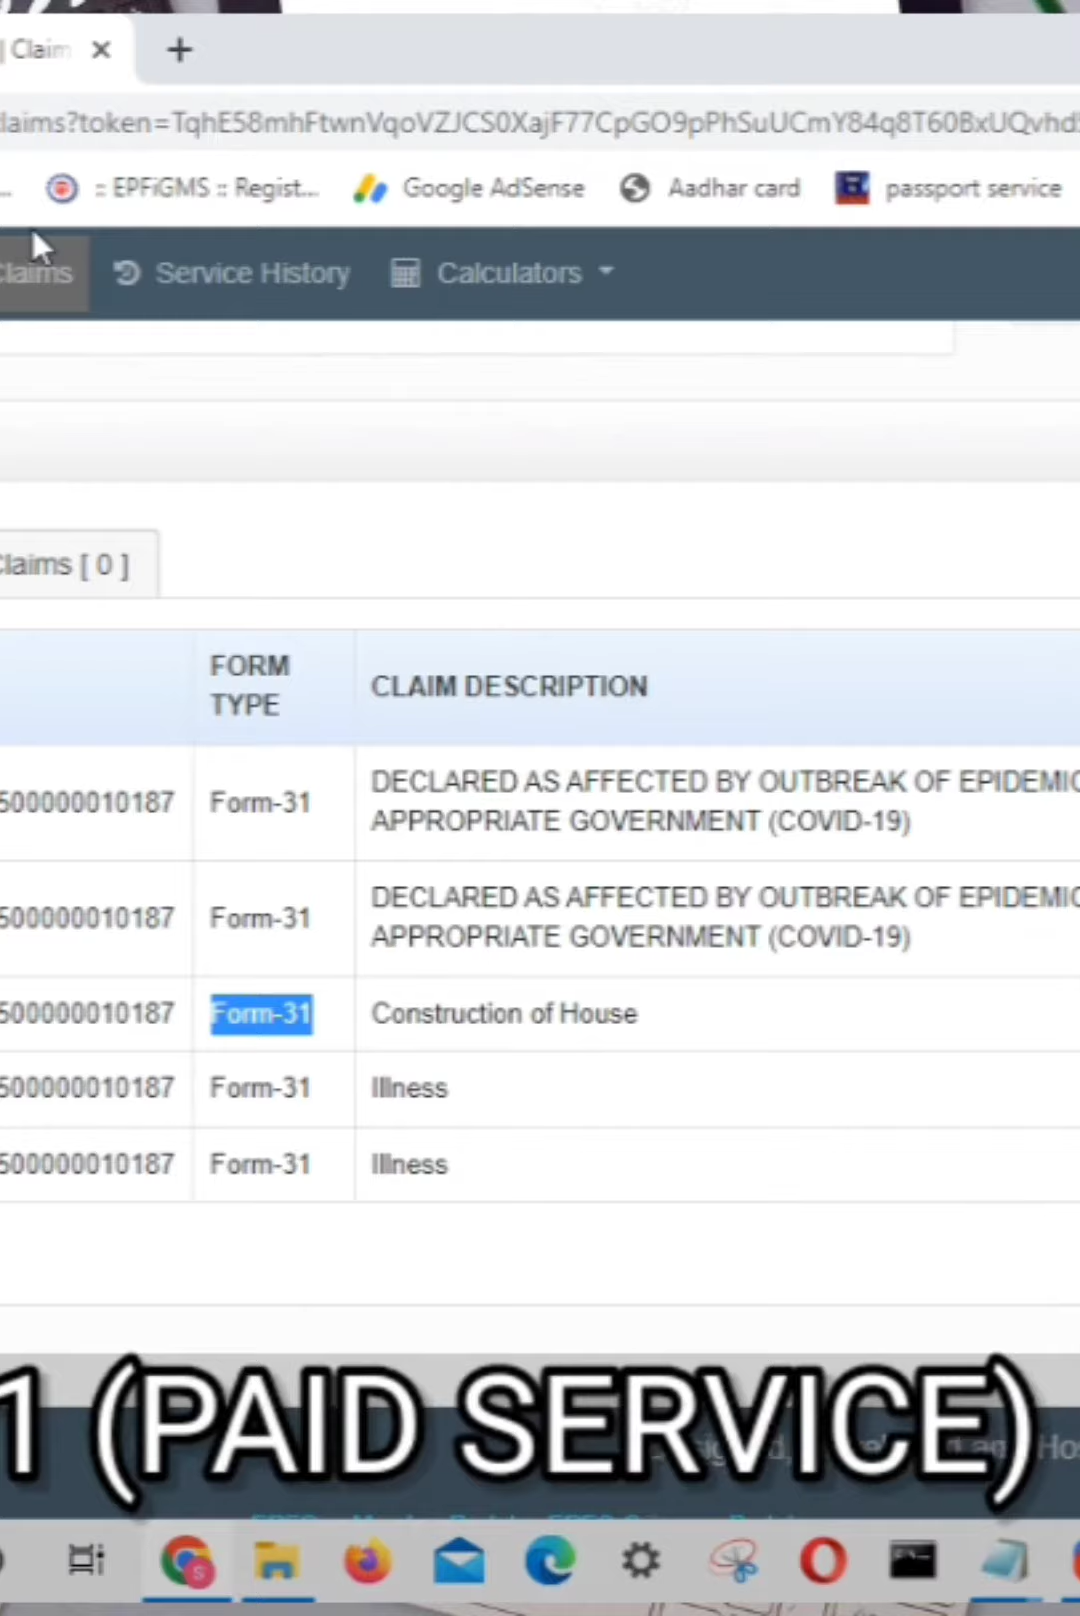 | Claim
claims?token=TqhE58mhFtwnVqoVZJCS0XajF77CpGO9pPhSuUCmY84q8T60BxUQvhd
:: EPFiGMS :: Regist... Google AdSense Aadhar card passport service
Claims Service History Calculators
Claims [ 0 ]
FORM TYPE CLAIM DESCRIPTION
500000010187 Form-31 DECLARED AS AFFECTED BY OUTBREAK OF EPIDEMIC
APPROPRIATE GOVERNMENT (COVID-19)
500000010187 Form-31 DECLARED AS AFFECTED BY OUTBREAK OF EPIDEMIC
APPROPRIATE GOVERNMENT (COVID-19)
500000010187 Form-31 Construction of House
500000010187 Form-31 Illness
500000010187 Form-31 Illness
1 (PAID SERVICE)